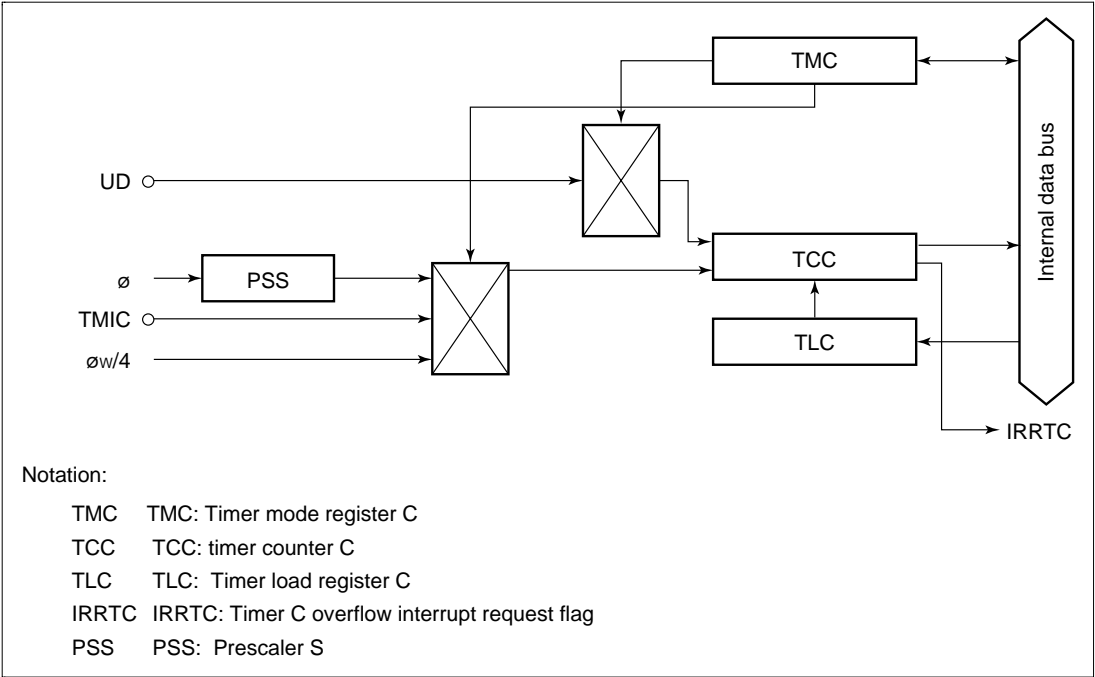 TMC
UD
Internal data bus
TCC
ø
PSS
TMIC
TLC
øw/4
IRRTC
Notation:
TMC TMC: Timer mode register C
TCC TCC: timer counter C
TLC TLC: Timer load register C
IRRTC IRRTC: Timer C overflow interrupt request flag
PSS PSS: Prescaler S